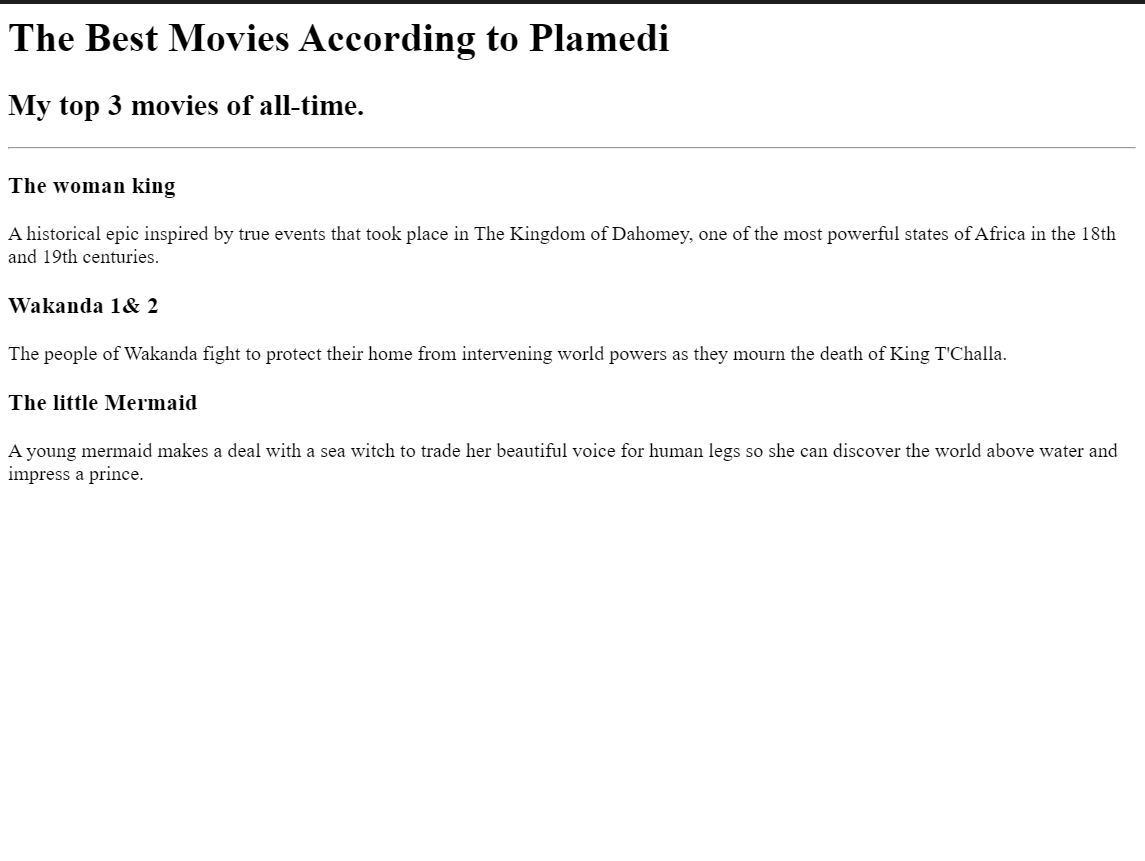 The Best Movies According to Plamedi
My top 3 movies of all-time.
The woman king
A historical epic inspired by true events that took place in The Kingdom of Dahomey, one of the most powerful states of Africa in the 18th
and 19th centuries.
Wakanda 1& 2
The people of Wakanda fight to protect their home from intervening world powers as they mourn the death of King T'Challa.
The little Mermaid
A young mermaid makes a deal with a sea witch to trade her beautiful voice for human legs so she can discover the world above water and
impress a prince.